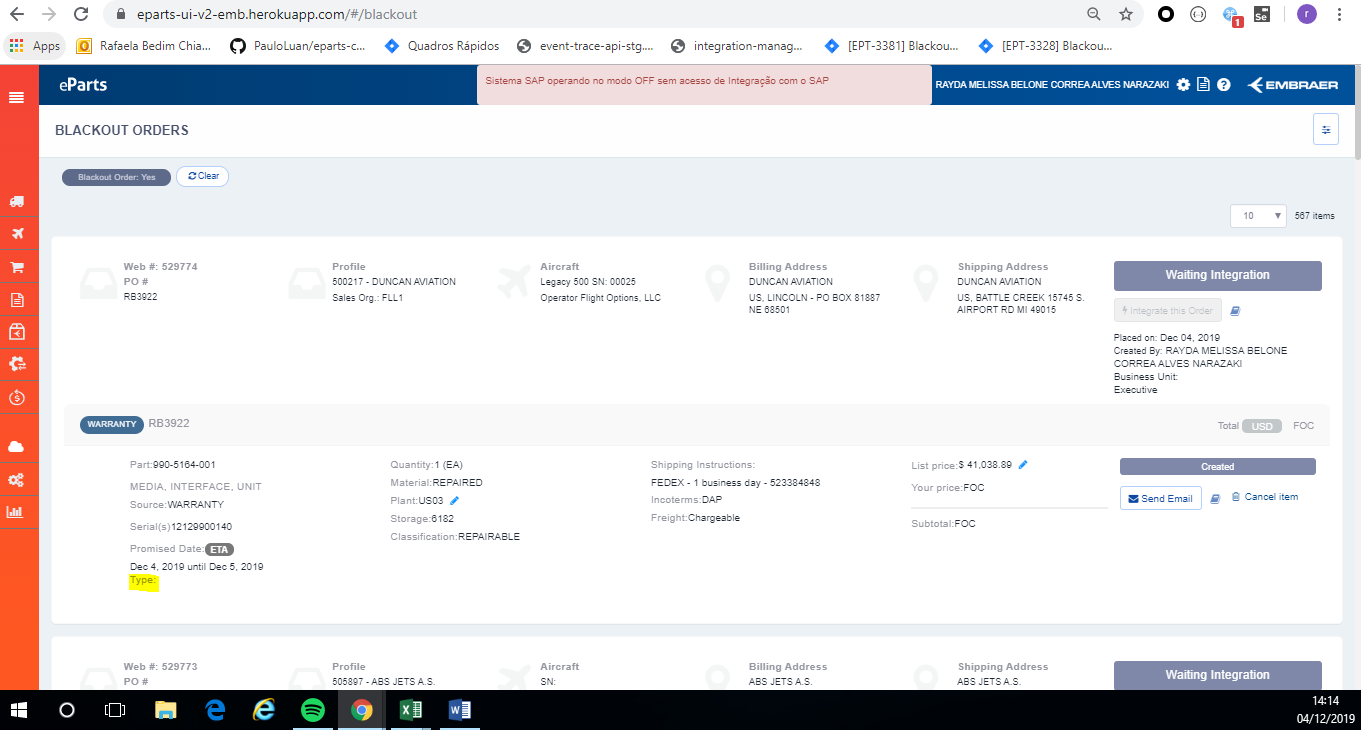 eparts-ui-v2-emb.herokuapp.com/#/blackout
Apps
Rafaela Bedim Chia...
PauloLuan/eparts-c...
Quadros Rápidos
event-trace-api-stg....
integration-manag...
[EPT-3381] Blackou...
[EPT-3328] Blackou...
eParts
Sistema SAP operando no modo OFF sem acesso de Integração com o SAP
RAYDA MELISSA BELONE CORREA ALVES NARAZAKI
EMBRAER
BLACKOUT ORDERS
Blackout Order: Yes
Clear
10
567 items
Web #: 529774
PO #
RB3922
Profile
500217 - DUNCAN AVIATION
Sales Org.: FLL1
Aircraft
Legacy 500 SN: 00025
Operator Flight Options, LLC
Billing Address
DUNCAN AVIATION
US, LINCOLN - PO BOX 81887
NE 68501
Shipping Address
DUNCAN AVIATION
US, BATTLE CREEK 15745 S.
AIRPORT RD MI 49015
Waiting Integration
Integrate this Order
Placed on: Dec 04, 2019
Created By: RAYDA MELISSA BELONE
CORREA ALVES NARAZAKI
Business Unit:
Executive
WARRANTY RB3922
Total USD FOC
Part:990-5164-001
MEDIA, INTERFACE, UNIT
Source:WARRANTY
Serial(s)12129900140
Promised Date:ETA
Dec 4, 2019 until Dec 5, 2019
Type:
Quantity:1 (EA)
Material:REPAIRED
Plant:US03
Storage:6182
Classification:REPAIRABLE
Shipping Instructions:
FEDEX - 1 business day - 523384848
Incoterms:DAP
Freight:Chargeable
List price:$ 41,038.89
Your price:FOC
Subtotal:FOC
Created
Send Email
Cancel item
Web #: 529773
PO #
Profile
505897 - ABS JETS A.S.
Aircraft
SN:
Billing Address
ABS JETS A.S.
Shipping Address
ABS JETS A.S.
Waiting Integration
14:14
04/12/2019